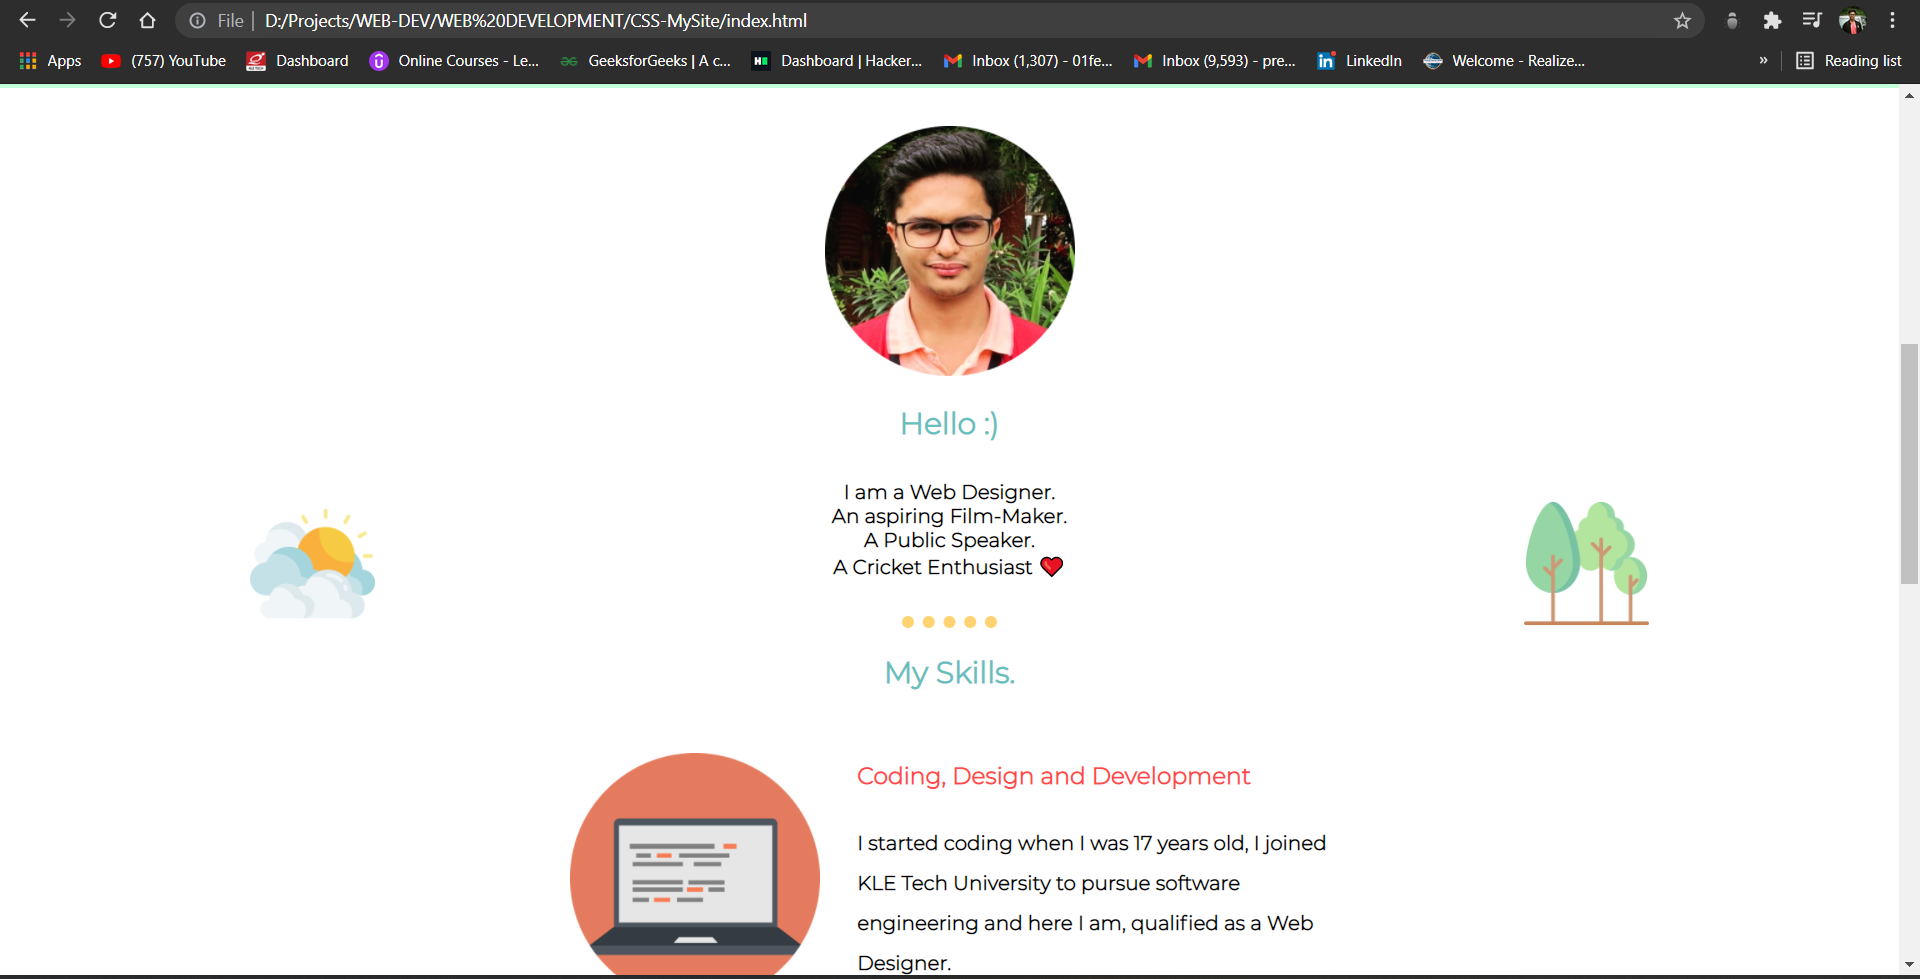 File | D:/Projects/WEB-DEV/WEB%20DEVELOPMENT/CSS-MySite/index.html
Apps (757) YouTube Dashboard Online Courses - Le... GeeksforGeeks | A c... Dashboard | Hacker... Inbox (1,307) - 01fe... Inbox (9,593) - pre... LinkedIn Welcome - Realize... » Reading list
Hello :)
I am a Web Designer.
An aspiring Film-Maker.
A Public Speaker.
A Cricket Enthusiast ❤
My Skills.
Coding, Design and Development
I started coding when I was 17 years old, I joined
KLE Tech University to pursue software
engineering and here I am, qualified as a Web
Designer.